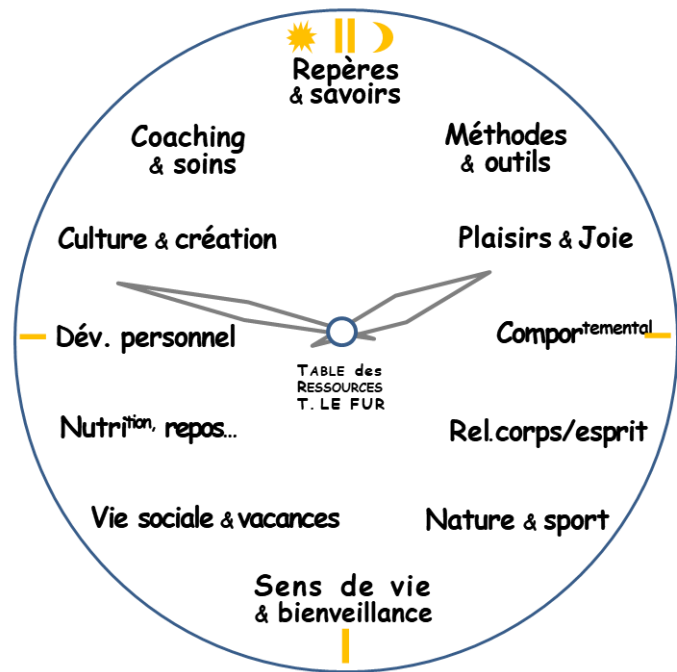 Repères
& savoirs
Coaching
& soins
Méthodes
& outils
Culture & création
Plaisirs & Joie
Dév. personnel
Comportemental
TABLE des
RESSOURCES
T. LE FUR
Nutrition, repos...
Rel.corps/esprit
Vie sociale & vacances
Nature & sport
Sens de vie
& bienveillance